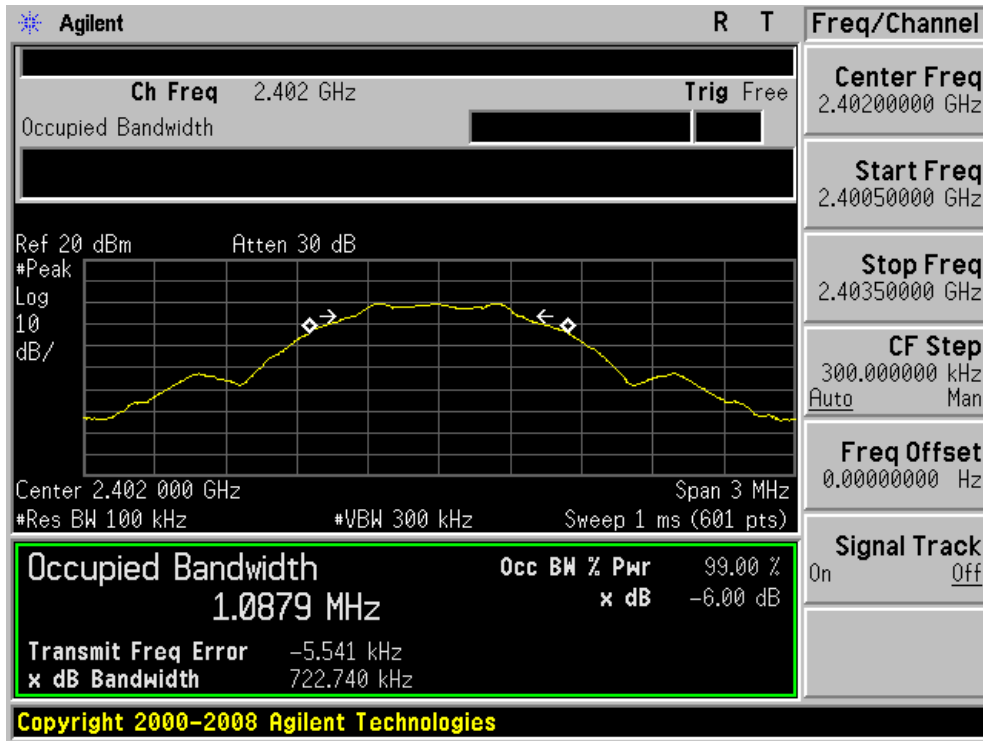 Agilent R T
Ch Freq 2.402 GHz Trig Free
Occupied Bandwidth
Ref 20 dBm Atten 30 dB
#Peak
Log
10
dB/
Center 2.402 000 GHz Span 3 MHz
#Res BW 100 kHz #VBW 300 kHz Sweep 1 ms (601 pts)
Occupied Bandwidth
1.0879 MHz
Occ BW % Pwr 99.00 %
x dB -6.00 dB
Transmit Freq Error -5.541 kHz
x dB Bandwidth 722.740 kHz
Copyright 2000-2008 Agilent Technologies
Freq/Channel
Center Freq
2.40200000 GHz
Start Freq
2.40050000 GHz
Stop Freq
2.40350000 GHz
CF Step
300.000000 kHz
Auto Man
Freq Offset
0.00000000 Hz
Signal Track
On Off